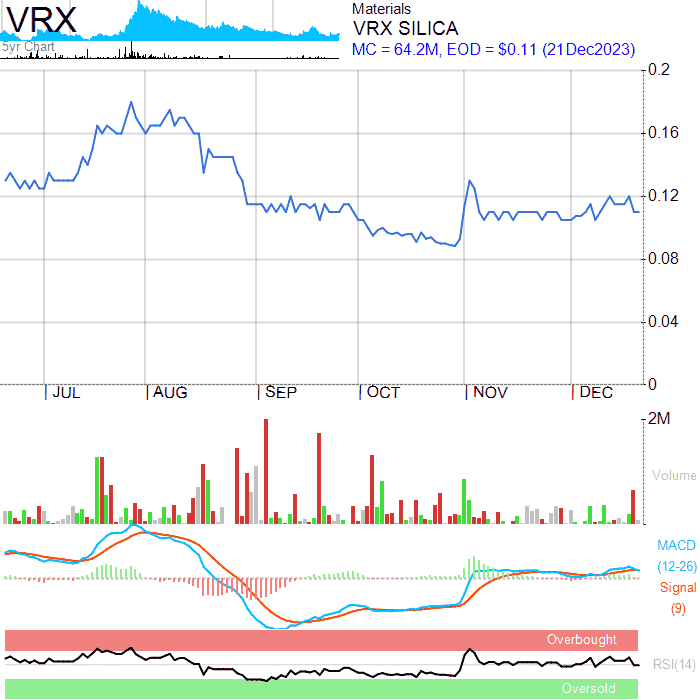 VRX
5yr Chart
Materials
VRX SILICA
MC = 64.2M, EOD = $0.11 (21Dec2023)
0.2
0.16
0.12
0.08
0.04
0
JUL AUG SEP OCT NOV DEC
2M
Volume
MACD
(12-26)
Signal
(9)
Overbought
RSI(14)
Oversold